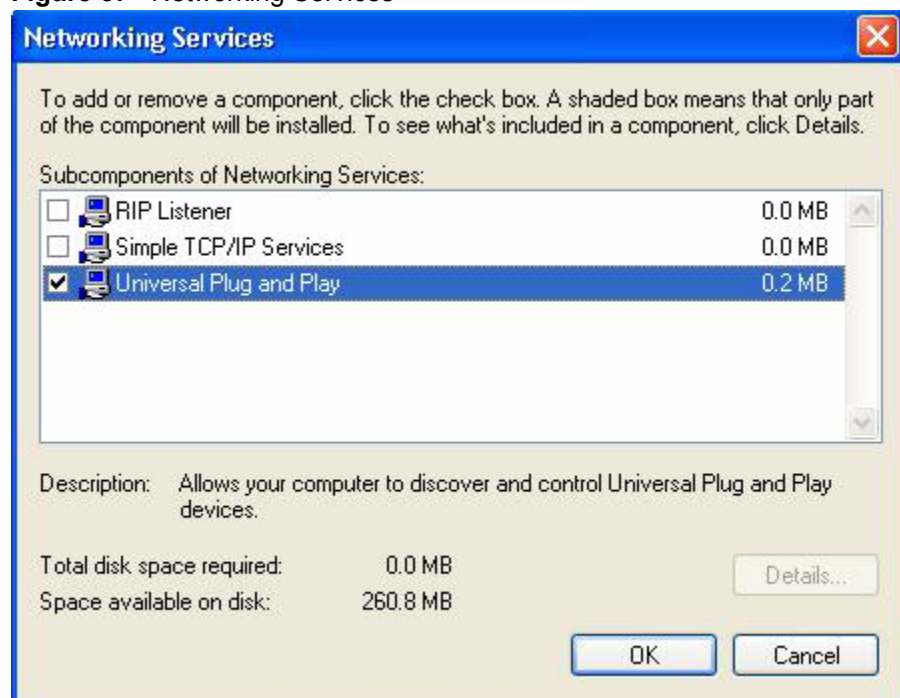 Networking Services
To add or remove a component, click the check box. A shaded box means that only part
of the component will be installed. To see what's included in a component, click Details.
Subcomponents of Networking Services:
RIP Listener 0.0 MB
Simple TCP/IP Services 0.0 MB
Universal Plug and Play 0.2 MB
Description: Allows your computer to discover and control Universal Plug and Play
devices.
Total disk space required: 0.0 MB
Details...
Space available on disk: 260.8 MB
OK Cancel